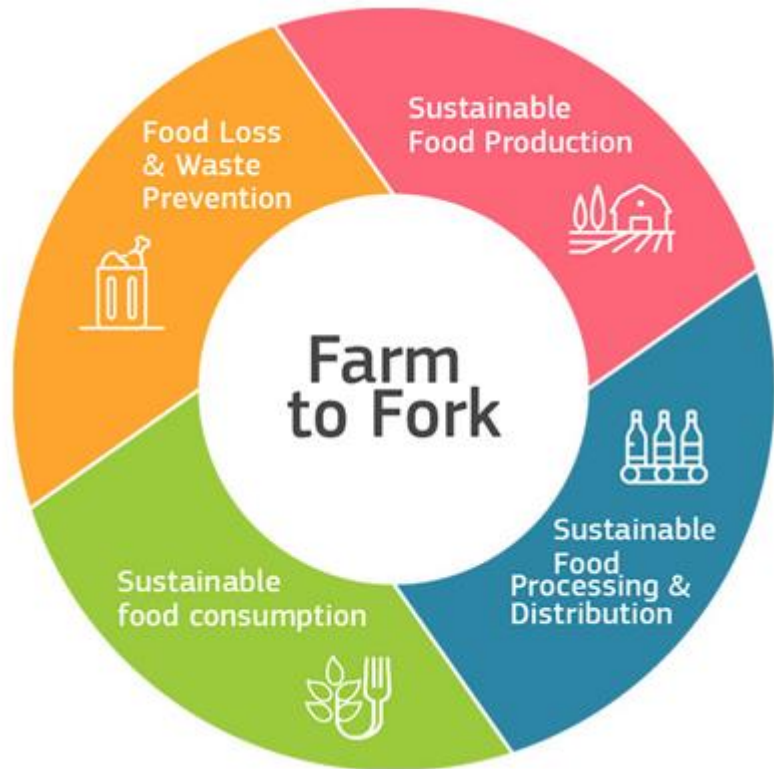 Farm
to Fork
Sustainable
Food Production
Sustainable
Food
Processing &
Distribution
Sustainable
food consumption
Food Loss
& Waste
Prevention